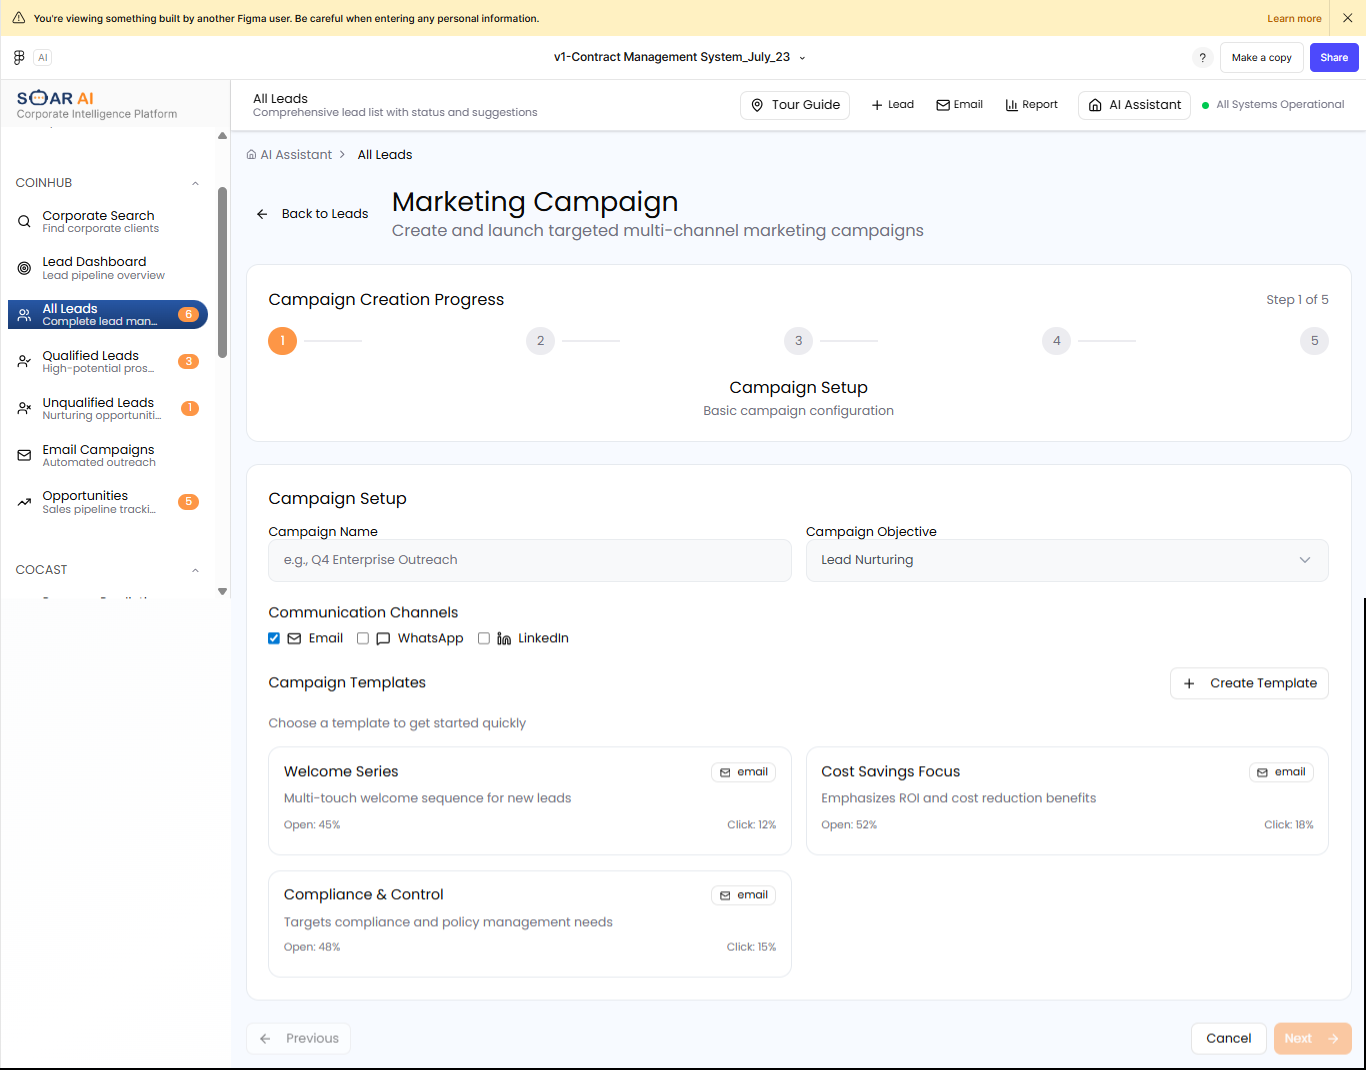 You're viewing something built by another Figma user. Be careful when entering any personal information.
Learn more
AI
v1-Contract Management System_July_23
?
Make a copy
Share
SOAR AI
Corporate Intelligence Platform
All Leads
Comprehensive lead list with status and suggestions
Tour Guide
Lead
Email
Report
AI Assistant
All Systems Operational
COINHUB
Corporate Search
Find corporate clients
Lead Dashboard
Lead pipeline overview
All Leads
Complete lead man...
6
Qualified Leads
High-potential pros...
3
Unqualified Leads
Nurturing opportuniti...
1
Email Campaigns
Automated outreach
Opportunities
Sales pipeline tracki...
5
COCAST
AI Assistant
All Leads
Back to Leads
Marketing Campaign
Create and launch targeted multi-channel marketing campaigns
Campaign Creation Progress
Step 1 of 5
1
2
3
4
5
Campaign Setup
Basic campaign configuration
Campaign Setup
Campaign Name
Campaign Objective
e.g., Q4 Enterprise Outreach
Lead Nurturing
Communication Channels
Email
WhatsApp
LinkedIn
Campaign Templates
Create Template
Choose a template to get started quickly
Welcome Series
email
Multi-touch welcome sequence for new leads
Open: 45%
Click: 12%
Cost Savings Focus
email
Emphasizes ROI and cost reduction benefits
Open: 52%
Click: 18%
Compliance & Control
email
Targets compliance and policy management needs
Open: 48%
Click: 15%
Previous
Cancel
Next